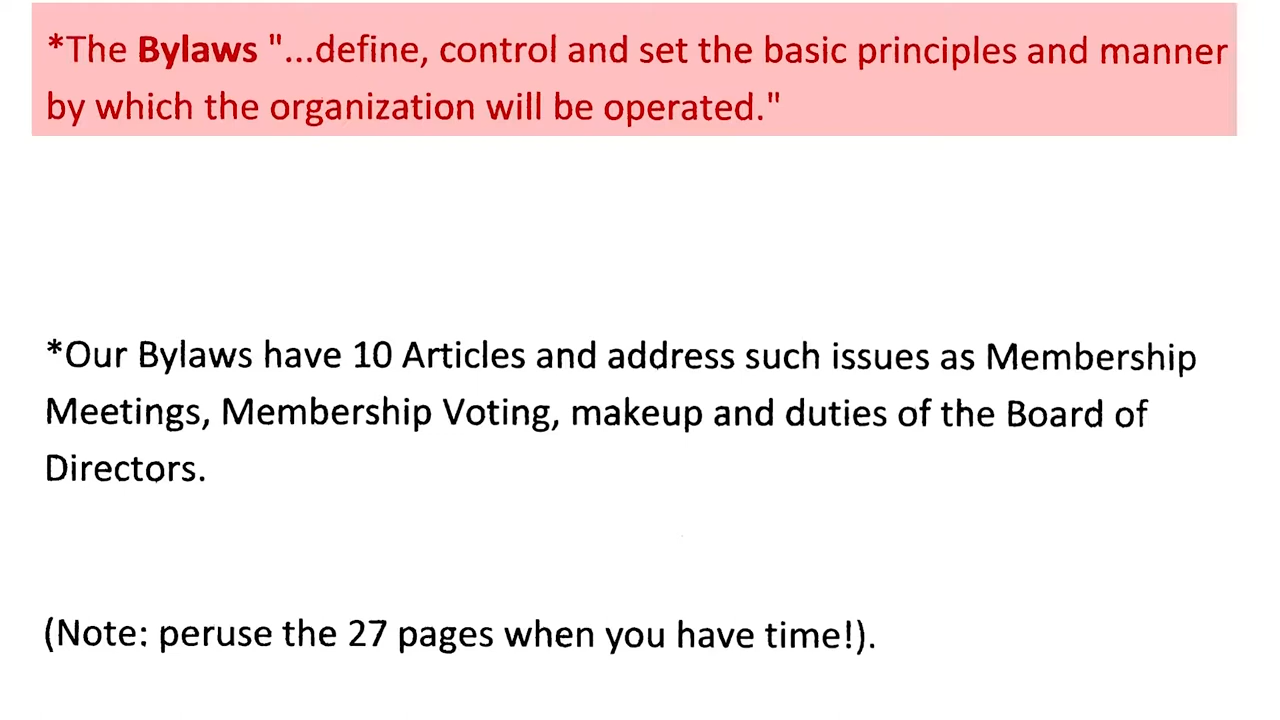 *The Bylaws "...define, control and set the basic principles and manner
by which the organization will be operated."
*Our Bylaws have 10 Articles and address such issues as Membership
Meetings, Membership Voting, makeup and duties of the Board of
Directors.
(Note: peruse the 27 pages when you have time!).